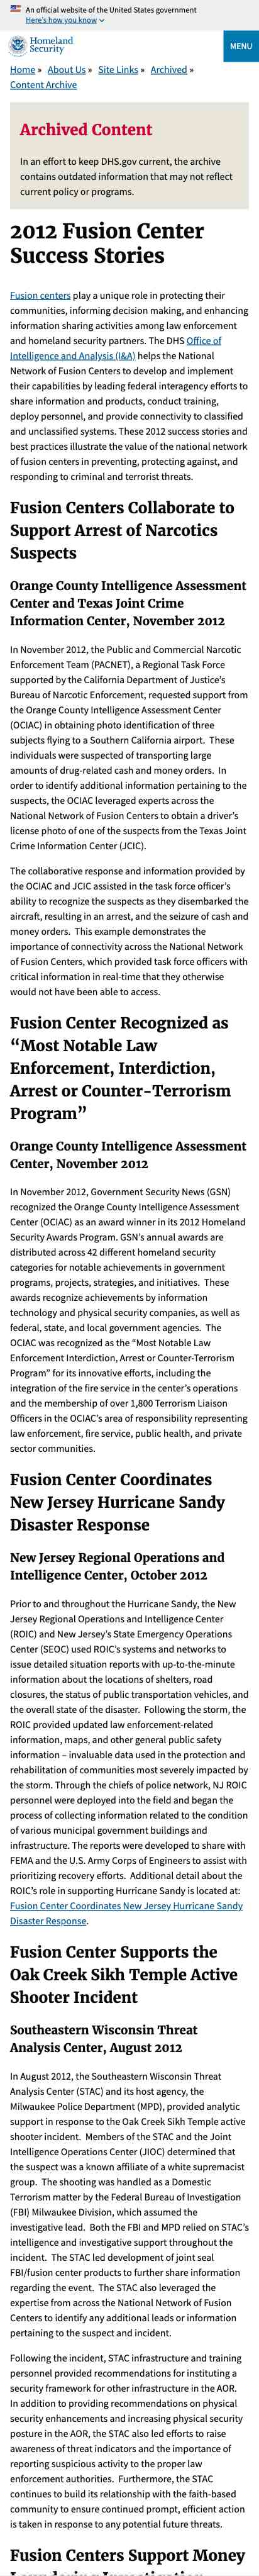 An official website of the United States government
Here's how you know
Homeland
Security
MENU
Home » About Us » Site Links » Archived »
Content Archive
Archived Content
In an effort to keep DHS.gov current, the archive
contains outdated information that may not reflect
current policy or programs.
2012 Fusion Center
Success Stories
Fusion centers play a unique role in protecting their
communities, informing decision making, and enhancing
information sharing activities among law enforcement
and homeland security partners. The DHS Office of
Intelligence and Analysis (I&A) helps the National
Network of Fusion Centers to develop and implement
their capabilities by leading federal interagency efforts to
share information and products, conduct training,
deploy personnel, and provide connectivity to classified
and unclassified systems. These 2012 success stories and
best practices illustrate the value of the national network
of fusion centers in preventing, protecting against, and
responding to criminal and terrorist threats.
Fusion Centers Collaborate to
Support Arrest of Narcotics
Suspects
Orange County Intelligence Assessment
Center and Texas Joint Crime
Information Center, November 2012
In November 2012, the Public and Commercial Narcotic
Enforcement Team (PACNET), a Regional Task Force
supported by the California Department of Justice's
Bureau of Narcotic Enforcement, requested support from
the Orange County Intelligence Assessment Center
(OCIAC) in obtaining photo identification of three
subjects flying to a Southern California airport. These
individuals were suspected of transporting large
amounts of drug-related cash and money orders. In
order to identify additional information pertaining to the
suspects, the OCIAC leveraged experts across the
National Network of Fusion Centers to obtain a driver's
license photo of one of the suspects from the Texas Joint
Crime Information Center (JCIC).
The collaborative response and information provided by
the OCIAC and JCIC assisted in the task force officer's
ability to recognize the suspects as they disembarked the
aircraft, resulting in an arrest, and the seizure of cash and
money orders. This example demonstrates the
importance of connectivity across the National Network
of Fusion Centers, which provided task force officers with
critical information in real-time that they otherwise
would not have been able to access.
Fusion Center Recognized as
“Most Notable Law
Enforcement, Interdiction,
Arrest or Counter-Terrorism
Program”
Orange County Intelligence Assessment
Center, November 2012
In November 2012, Government Security News (GSN)
recognized the Orange County Intelligence Assessment
Center (OCIAC) as an award winner in its 2012 Homeland
Security Awards Program. GSN's annual awards are
distributed across 42 different homeland security
categories for notable achievements in government
programs, projects, strategies, and initiatives. These
awards recognize achievements by information
technology and physical security companies, as well as
federal, state, and local government agencies. The
OCIAC was recognized as the “Most Notable Law
Enforcement Interdiction, Arrest or Counter-Terrorism
Program” for its innovative efforts, including the
integration of the fire service in the center's operations
and the membership of over 1,800 Terrorism Liaison
Officers in the OCIAC's area of responsibility representing
law enforcement, fire service, public health, and private
sector communities.
Fusion Center Coordinates
New Jersey Hurricane Sandy
Disaster Response
New Jersey Regional Operations and
Intelligence Center, October 2012
Prior to and throughout the Hurricane Sandy, the New
Jersey Regional Operations and Intelligence Center
(ROIC) and New Jersey's State Emergency Operations
Center (SEOC) used ROIC's systems and networks to
issue detailed situation reports with up-to-the-minute
information about the locations of shelters, road
closures, the status of public transportation vehicles, and
the overall state of the disaster. Following the storm, the
ROIC provided updated law enforcement-related
information, maps, and other general public safety
information – invaluable data used in the protection and
rehabilitation of communities most severely impacted by
the storm. Through the chiefs of police network, NJ ROIC
personnel were deployed into the field and began the
process of collecting information related to the condition
of various municipal government buildings and
infrastructure. The reports were developed to share with
FEMA and the U.S. Army Corps of Engineers to assist with
prioritizing recovery efforts. Additional detail about the
ROIC's role in supporting Hurricane Sandy is located at:
Fusion Center Coordinates New Jersey Hurricane Sandy
Disaster Response.
Fusion Center Supports the
Oak Creek Sikh Temple Active
Shooter Incident
Southeastern Wisconsin Threat
Analysis Center, August 2012
In August 2012, the Southeastern Wisconsin Threat
Analysis Center (STAC) and its host agency, the
Milwaukee Police Department (MPD), provided analytic
support in response to the Oak Creek Sikh Temple active
shooter incident. Members of the STAC and the Joint
Intelligence Operations Center (JIOC) determined that
the suspect was a known affiliate of a white supremacist
group. The shooting was handled as a Domestic
Terrorism matter by the Federal Bureau of Investigation
(FBI) Milwaukee Division, which assumed the
investigative lead. Both the FBI and MPD relied on STAC's
intelligence and investigative support throughout the
incident. The STAC led development of joint seal
FBI/fusion center products to further share information
regarding the event. The STAC also leveraged the
expertise from across the National Network of Fusion
Centers to identify any additional leads or information
pertaining to the suspect and incident.
Following the incident, STAC infrastructure and training
personnel provided recommendations for instituting a
security framework for other infrastructure in the AOR.
In addition to providing recommendations on physical
security enhancements and increasing physical security
posture in the AOR, the STAC also led efforts to raise
awareness of threat indicators and the importance of
reporting suspicious activity to the proper law
enforcement authorities. Furthermore, the STAC
continues to build its relationship with the faith-based
community to ensure continued prompt, efficient action
is taken in response to any potential future threats.
Fusion Centers Support Money